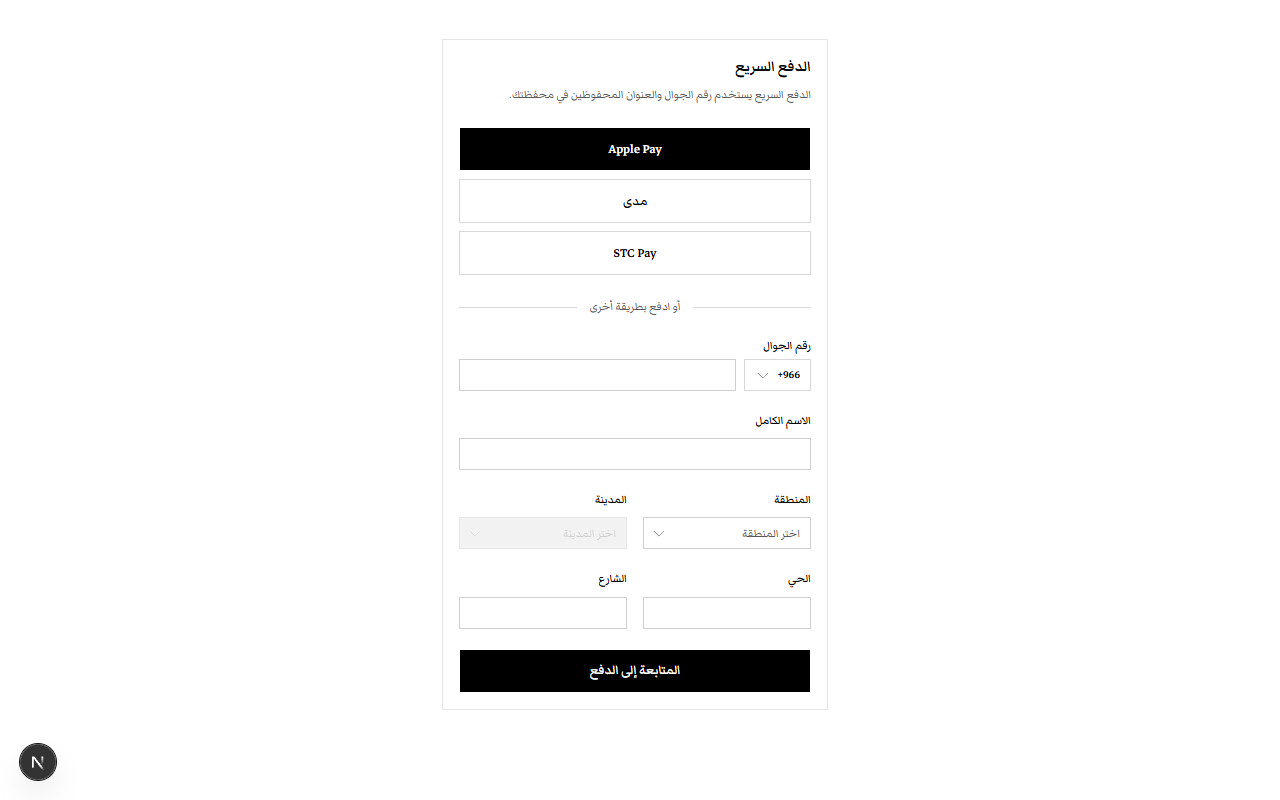 الدفع السريع
الدفع السريع يستخدم رقم الجوال والعنوان المحفوظين في محفظتك.
Apple Pay
مدى
STC Pay
أو ادفع بطريقة أخرى
رقم الجوال
+966
الاسم الكامل
المنطقة
المدينة
اختر المنطقة
اختر المدينة
الحي
الشارع
المتابعة إلى الدفع
N